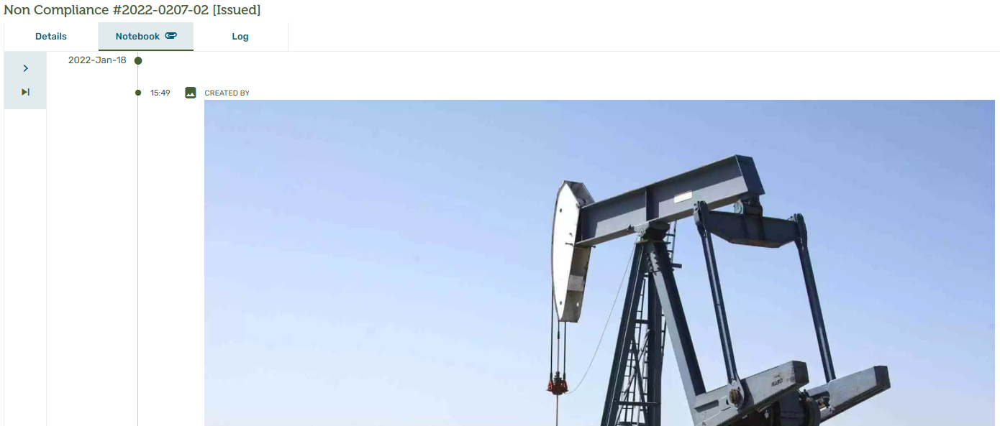 Non Compliance #2022-0207-02 [Issued]
Details
Notebook
Log
2022-Jan-18
15:49 CREATED BY